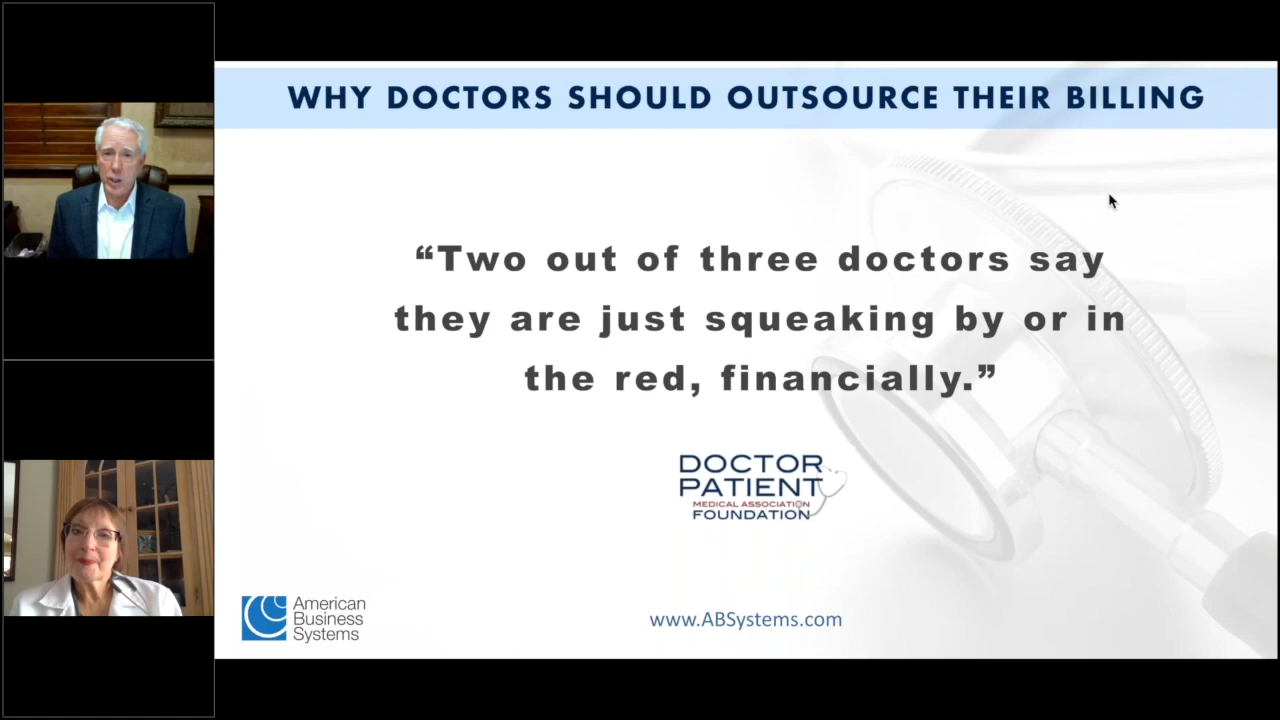 WHY DOCTORS SHOULD OUTSOURCE THEIR BILLING
“Two out of three doctors say
they are just squeaking by or in
the red, financially.”
DOCTOR
PATIENT
MEDICAL ASSOCIATION
FOUNDATION
American
Business
Systems
www.ABSystems.com